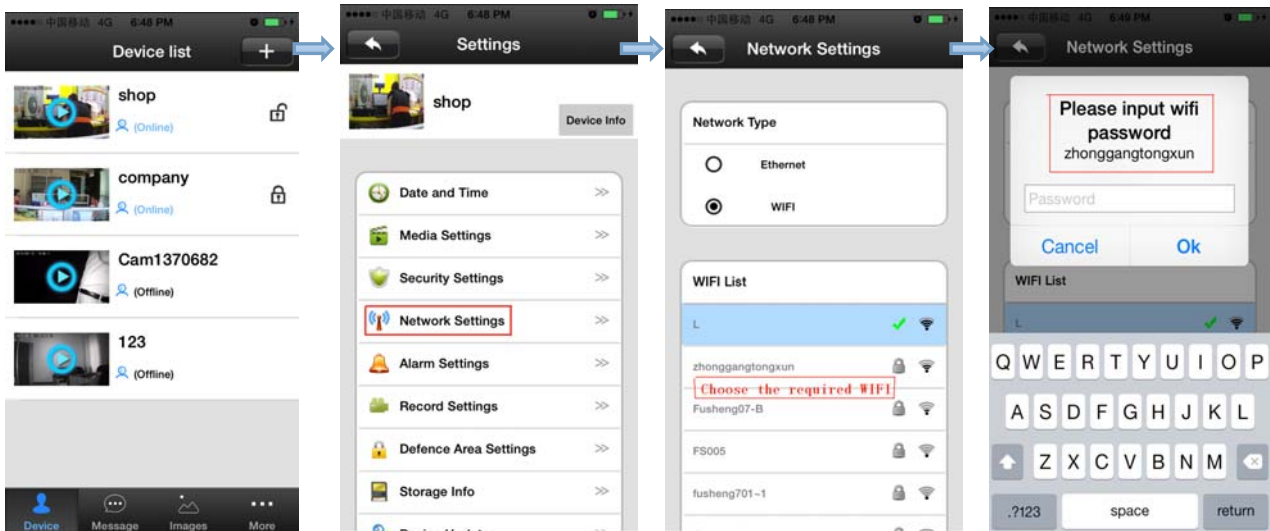 中国移动 4G 6:48 PM
Device list
+
shop
(Online)
company
(Online)
Cam1370682
(Offline)
123
(Offline)
Device Message Images More
中国移动 4G 6:48 PM
Settings
shop
Device Info
Date and Time
Media Settings
Security Settings
Network Settings
Alarm Settings
Record Settings
Defence Area Settings
Storage Info
中国移动 4G 6:48 PM
Network Settings
Network Type
Ethernet
WIFI
WIFI List
L
zhonggangtongxun
Choose the required WIFI
Fusheng07-B
FS005
fusheng701-1
中国移动 4G 6:49 PM
Network Settings
Please input wifi
password
zhonggangtongxun
Password
Cancel Ok
WIFI List
L
Q W E R T Y U I O P
A S D F G H J K L
Z X C V B N M
.?123 space return